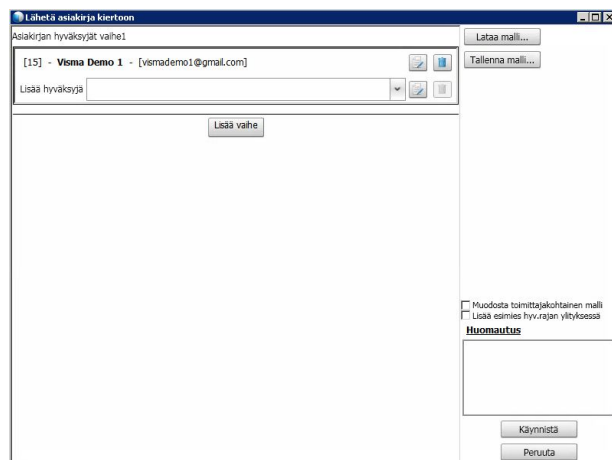 Lähetä asiakirja kiertoon
Asiakirjan hyväksyjät vaihe1
[15] - Visma Demo 1 - [vismademo1@gmail.com]
Lisää hyväksyjä
Lisää vaihe
Lataa malli...
Tallenna malli...
Muodosta toimittajakohtainen malli
Lisää esimies hyv.rajan ylityksessä
Huomautus
Käynnistä
Peruuta